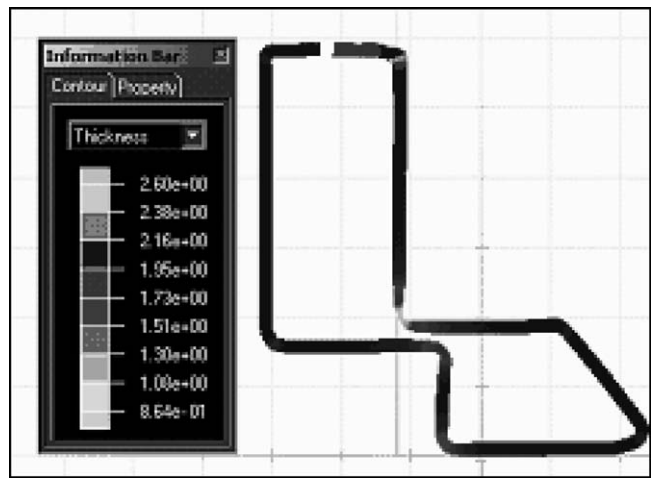 Information Bar
Contour Property
Thickness
2.60e+00
2.38e+00
2.16e+00
1.95e+00
1.73e+00
1.51e+00
1.30e+00
1.08e+00
8.64e-01